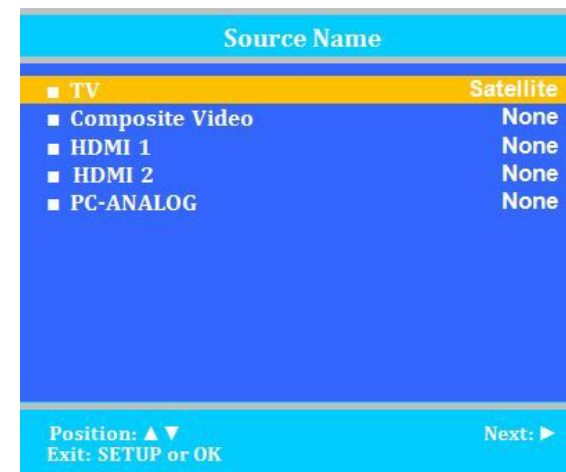 Source Name
■ TV Satellite
■ Composite Video None
■ HDMI 1 None
■ HDMI 2 None
■ PC-ANALOG None
Position: ▲ ▼ Next: ►
Exit: SETUP or OK